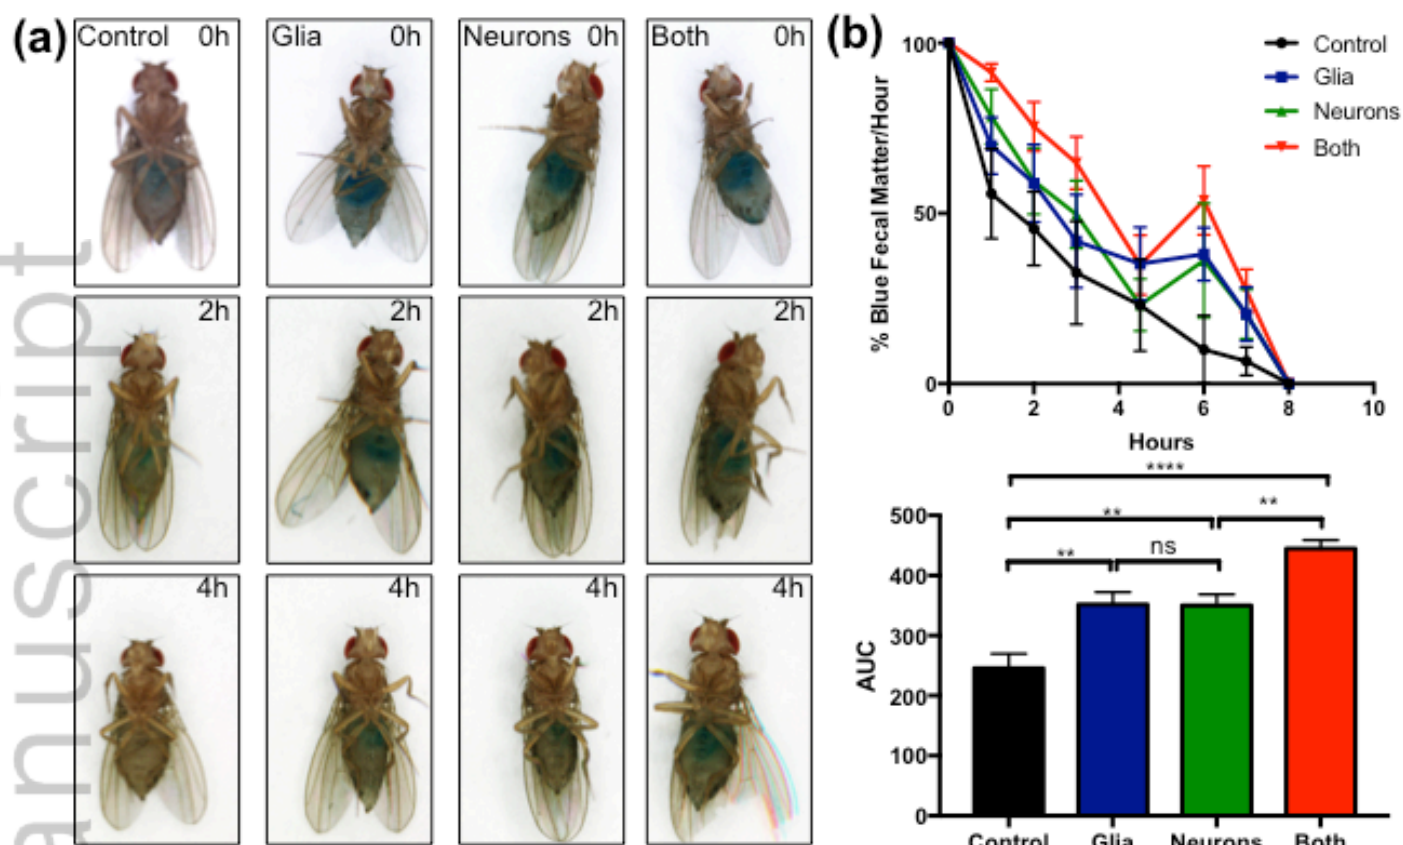 (a)
Control 0h
Glia 0h
Neurons 0h
Both 0h
2h
2h
2h
2h
4h
4h
4h
4h
anuscript
(b)
% Blue Fecal Matter/Hour
100
50
0
0 2 4 6 8 10
Hours
Control
Glia
Neurons
Both
****
**
**
**
ns
AUC
500
400
300
200
100
0
Control Glia Neurons Both